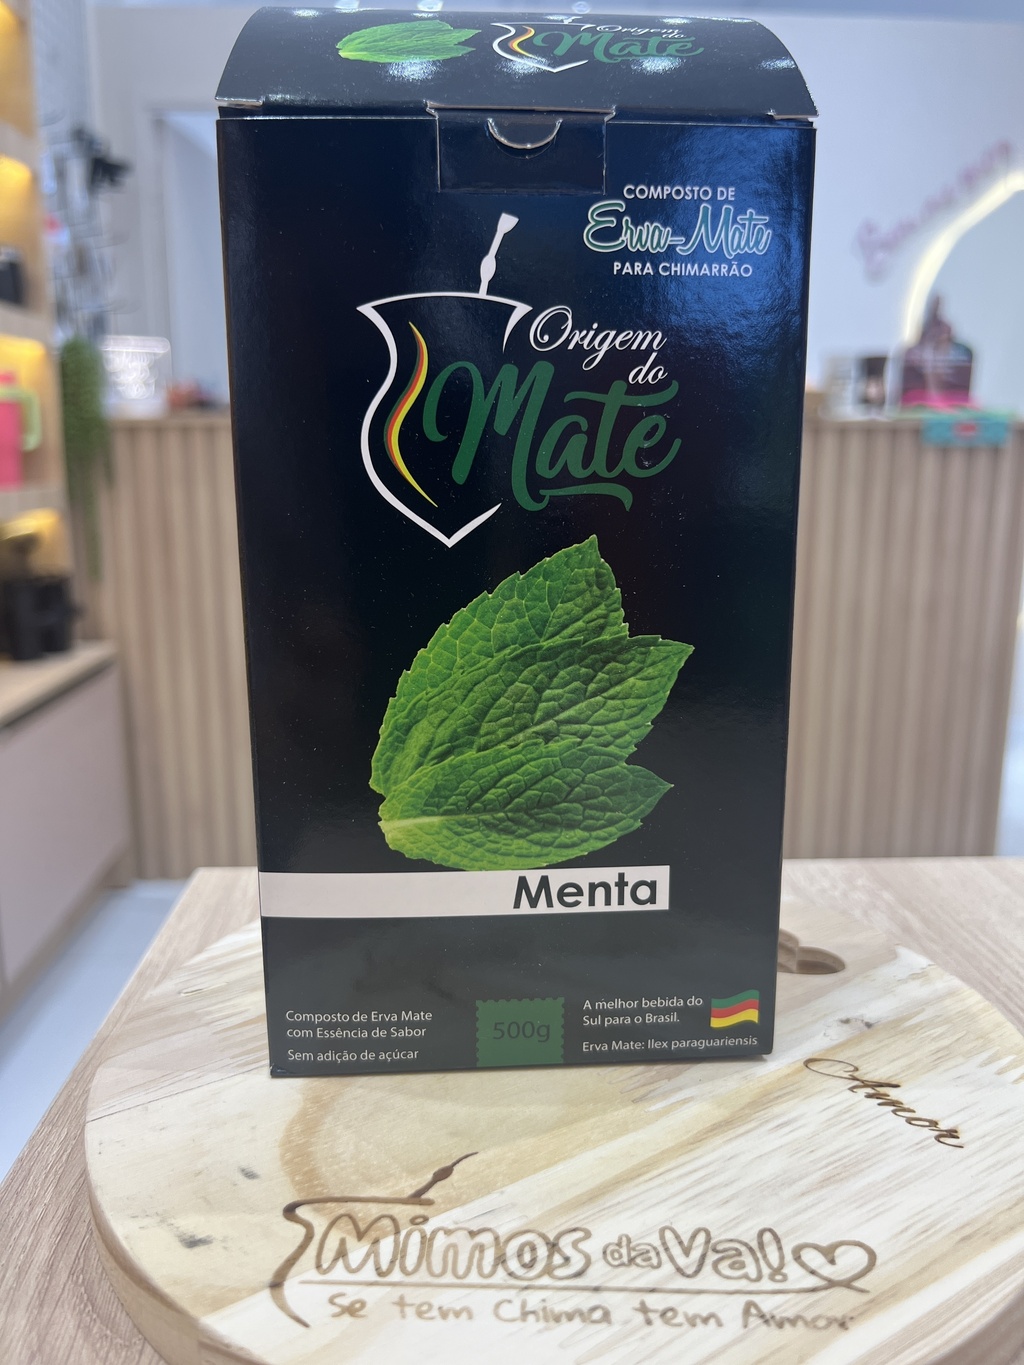 Origem
do
Mate
COMPOSTO DE
Erva-Mate
PARA CHIMARRÃO
Origem
do
Mate
Menta
Composto de Erva Mate
com Essência de Sabor
Sem adição de açúcar
500g
A melhor bebida do
Sul para o Brasil.
Erva Mate: Ilex paraguariensis
Amor
Mimos da Va!
Se tem Chima tem Amor